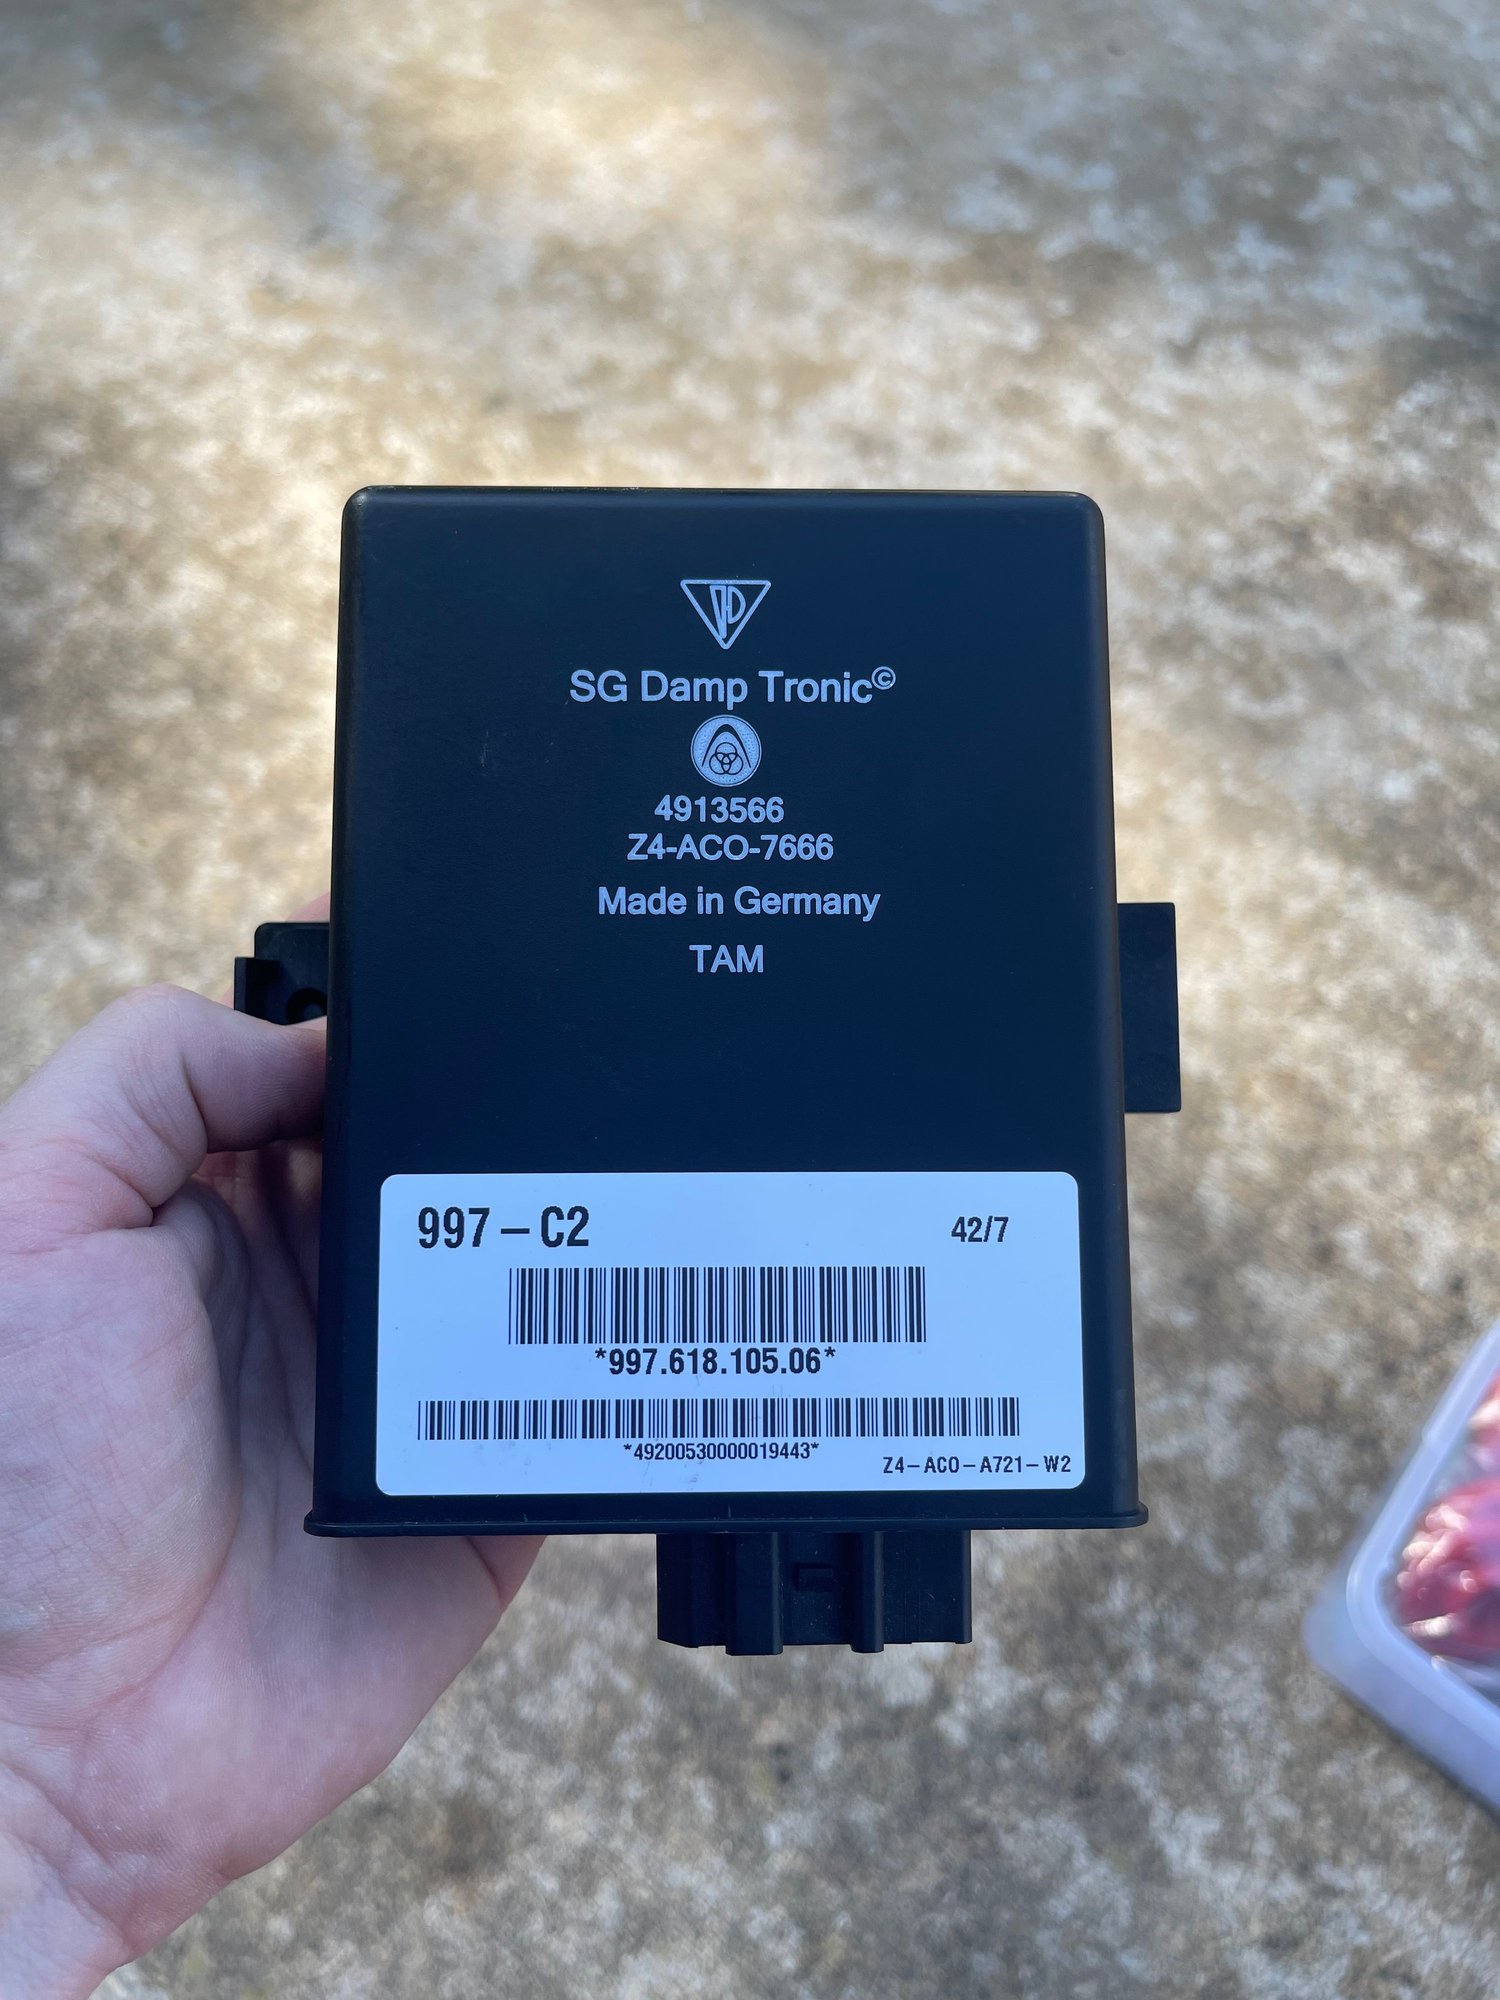 SG Damp Tronic©
4913566
Z4-ACO-7666
Made in Germany
TAM
997-C2 42/7
*997.618.105.06*
*49200530000019443*
Z4-ACO-A721-W2